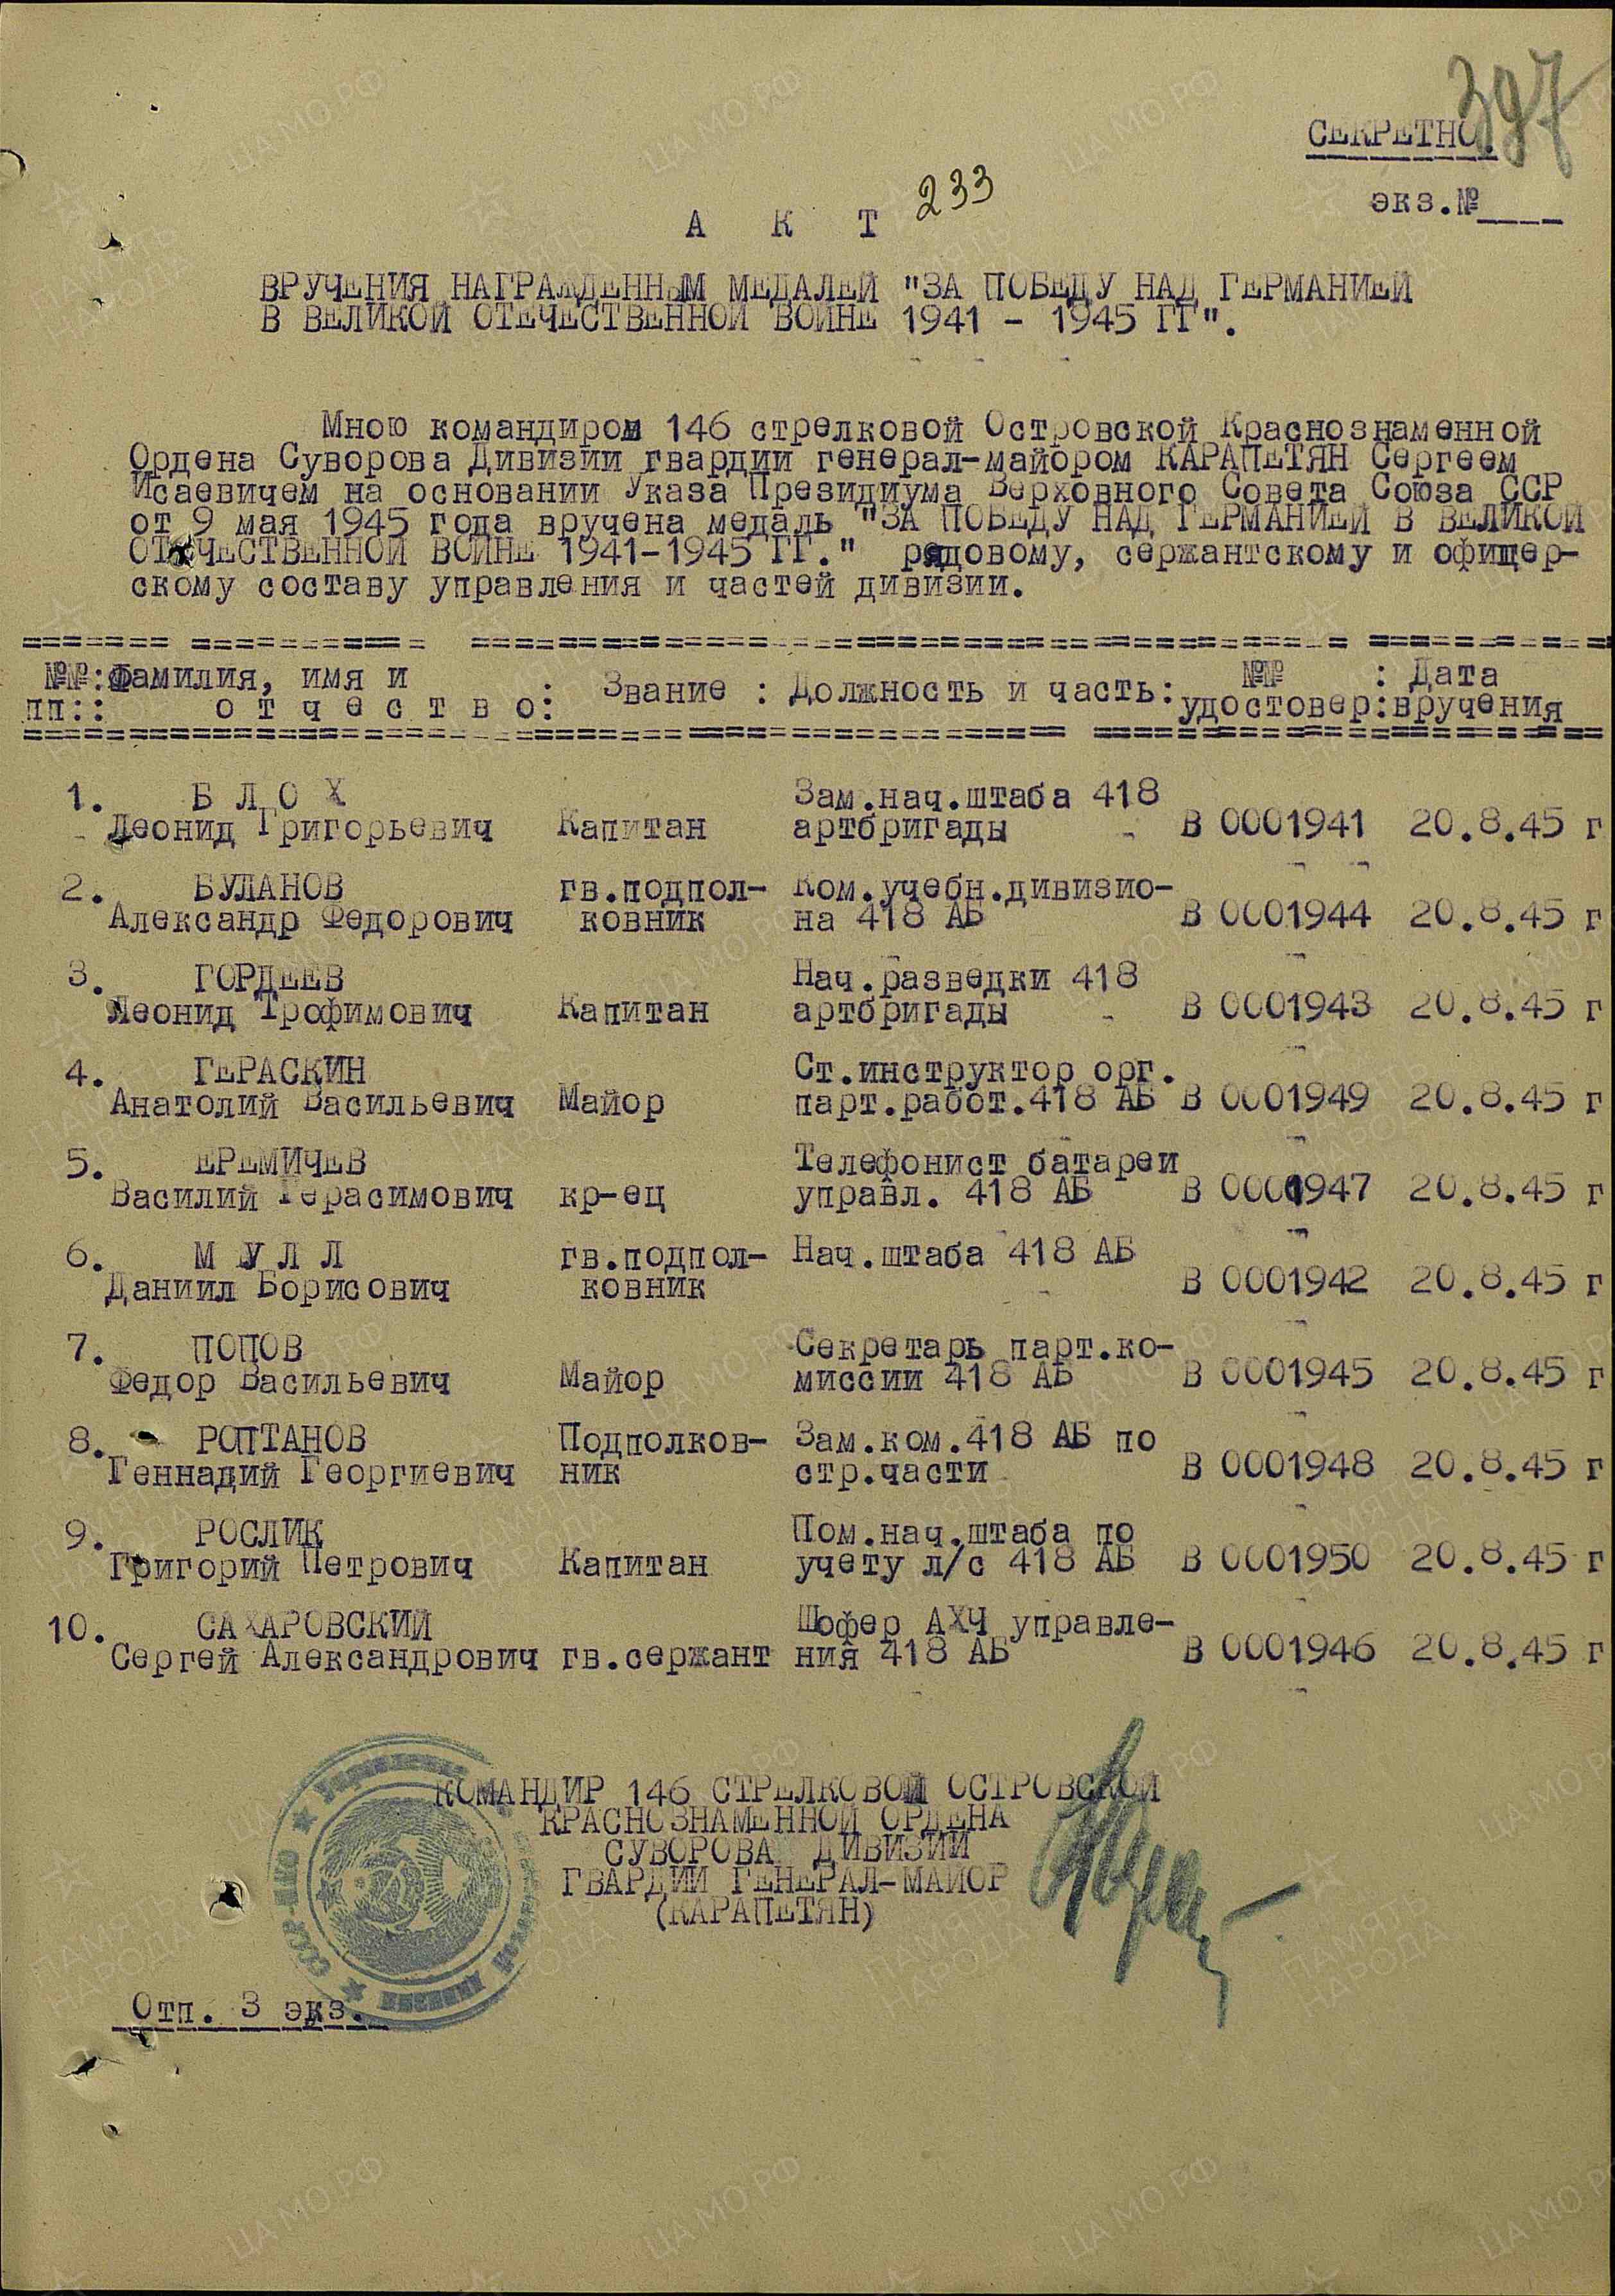 397
СЕКРЕТНО.
экз.№____
А К Т 233
ВРУЧЕНИЯ НАГРАЖДЕННЫМ МЕДАЛЕЙ "ЗА ПОБЕДУ НАД ГЕРМАНИЕЙ
В ВЕЛИКОЙ ОТЕЧЕСТВЕННОЙ ВОЙНЕ 1941 - 1945 ГГ".
Мною командиром 146 стрелковой Островской Краснознаменной
Ордена Суворова Дивизии гвардии генерал-майором КАРАПЕТЯН Сергеем
Исаевичем на основании Указа Президиума Верховного Совета Союза ССР
от 9 мая 1945 года вручена медаль "ЗА ПОБЕДУ НАД ГЕРМАНИЕЙ В ВЕЛИКОЙ
ОТЕЧЕСТВЕННОЙ ВОЙНЕ 1941-1945 ГГ." рядовому, сержантскому и офицер-
скому составу управления и частей дивизии.
№№:Фамилия, имя и : Звание : Должность и часть: №№ : Дата
пп:: о т ч е с т в о: удостовер:вручения
1. Б Л О Х Зам.нач.штаба 418
Леонид Григорьевич Капитан артбригады - В 0001941 20.8.45 г
2. БУЛАНОВ гв.подпол- Ком.учебн.дивизио-
Александр Федорович ковник на 418 АБ В 0001944 20.8.45 г
3. ГОРДЕЕВ Нач.разведки 418
Леонид Трофимович Капитан артбригады - В 0001943 20.8.45 г
4. ГЕРАСКИН Ст.инструктор орг.
Анатолий Васильевич Майор парт.работ.418 АБ В 0001949 20.8.45 г
5. ЕРЕМИЧЕВ Телефонист батареи
Василий Герасимович кр-ец управл. 418 АБ В 0001947 20.8.45 г
6. М У Л Л гв.подпол- Нач.штаба 418 АБ
Даниил Борисович ковник - В 0001942 20.8.45 г
7. ПОПОВ Секретарь парт.ко-
Федор Васильевич Майор миссии 418 АБ В 0001945 20.8.45 г
8. РОПТАНОВ Подполков- Зам.ком.418 АБ по
Геннадий Георгиевич ник стр.части В 0001948 20.8.45 г
9. РОСЛИК Пом.нач.штаба по
Григорий Петрович Капитан учету л/с 418 АБ В 0001950 20.8.45 г
10. САХАРОВСКИЙ Шофер АХЧ управле-
Сергей Александрович гв.сержант ния 418 АБ В 0001946 20.8.45 г
КОМАНДИР 146 СТРЕЛКОВОЙ ОСТРОВСКОЙ
КРАСНОЗНАМЕННОЙ ОРДЕНА
СУВОРОВА ДИВИЗИИ
ГВАРДИИ ГЕНЕРАЛ-МАЙОР
(КАРАПЕТЯН)
Отп. 3 экз.
ЦА МО РФ
ПАМЯТЬ НАРОДА